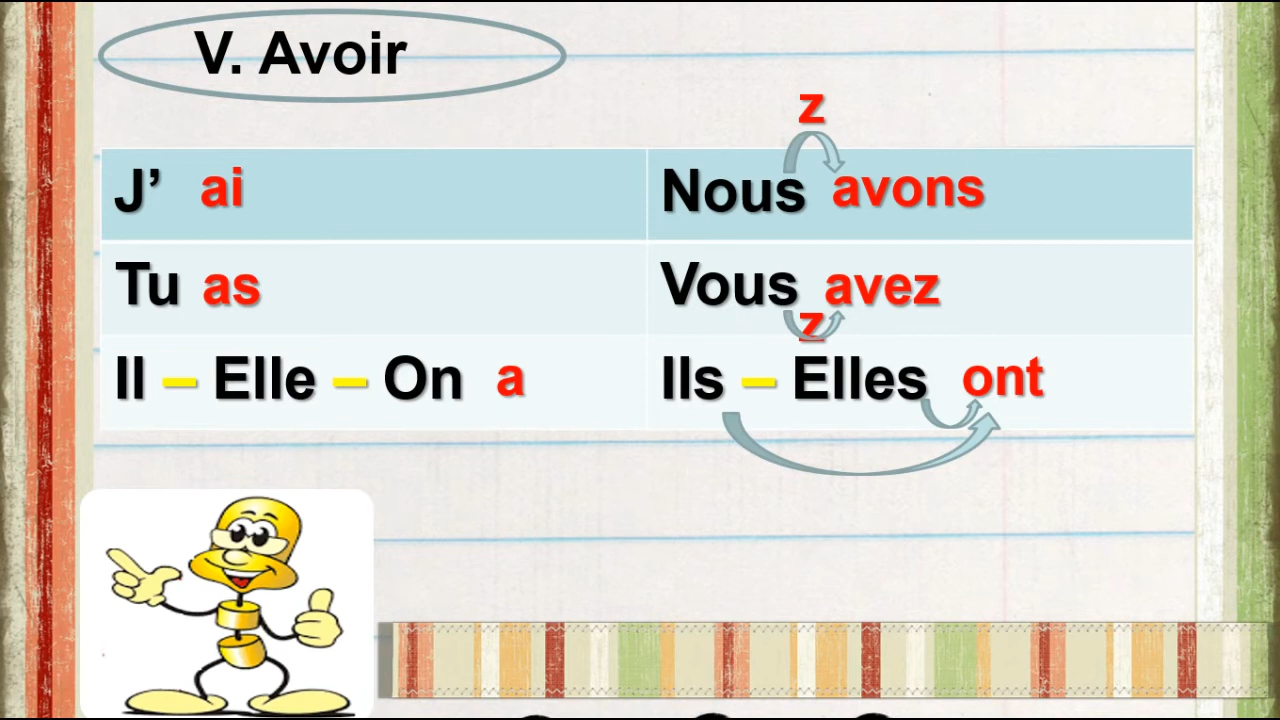 V. Avoir
z
J’ ai Nous avons
Tu as Vous avez
z
Il – Elle – On a Ils – Elles ont